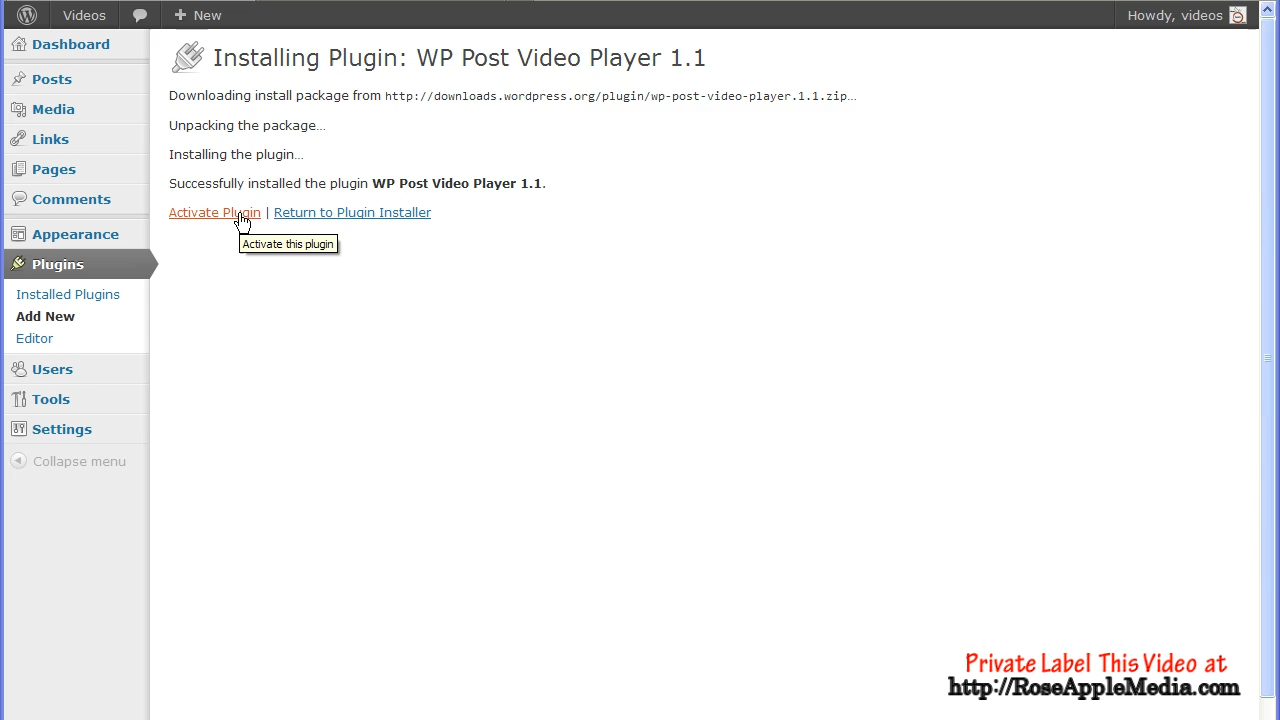 Videos
New
Howdy, videos
Dashboard
Posts
Media
Links
Pages
Comments
Appearance
Plugins
Installed Plugins
Add New
Editor
Users
Tools
Settings
Collapse menu
Installing Plugin: WP Post Video Player 1.1
Downloading install package from http://downloads.wordpress.org/plugin/wp-post-video-player.1.1.zip…
Unpacking the package…
Installing the plugin…
Successfully installed the plugin WP Post Video Player 1.1.
Activate Plugin | Return to Plugin Installer
Activate this plugin
Private Label This Video at
http://RoseAppleMedia.com